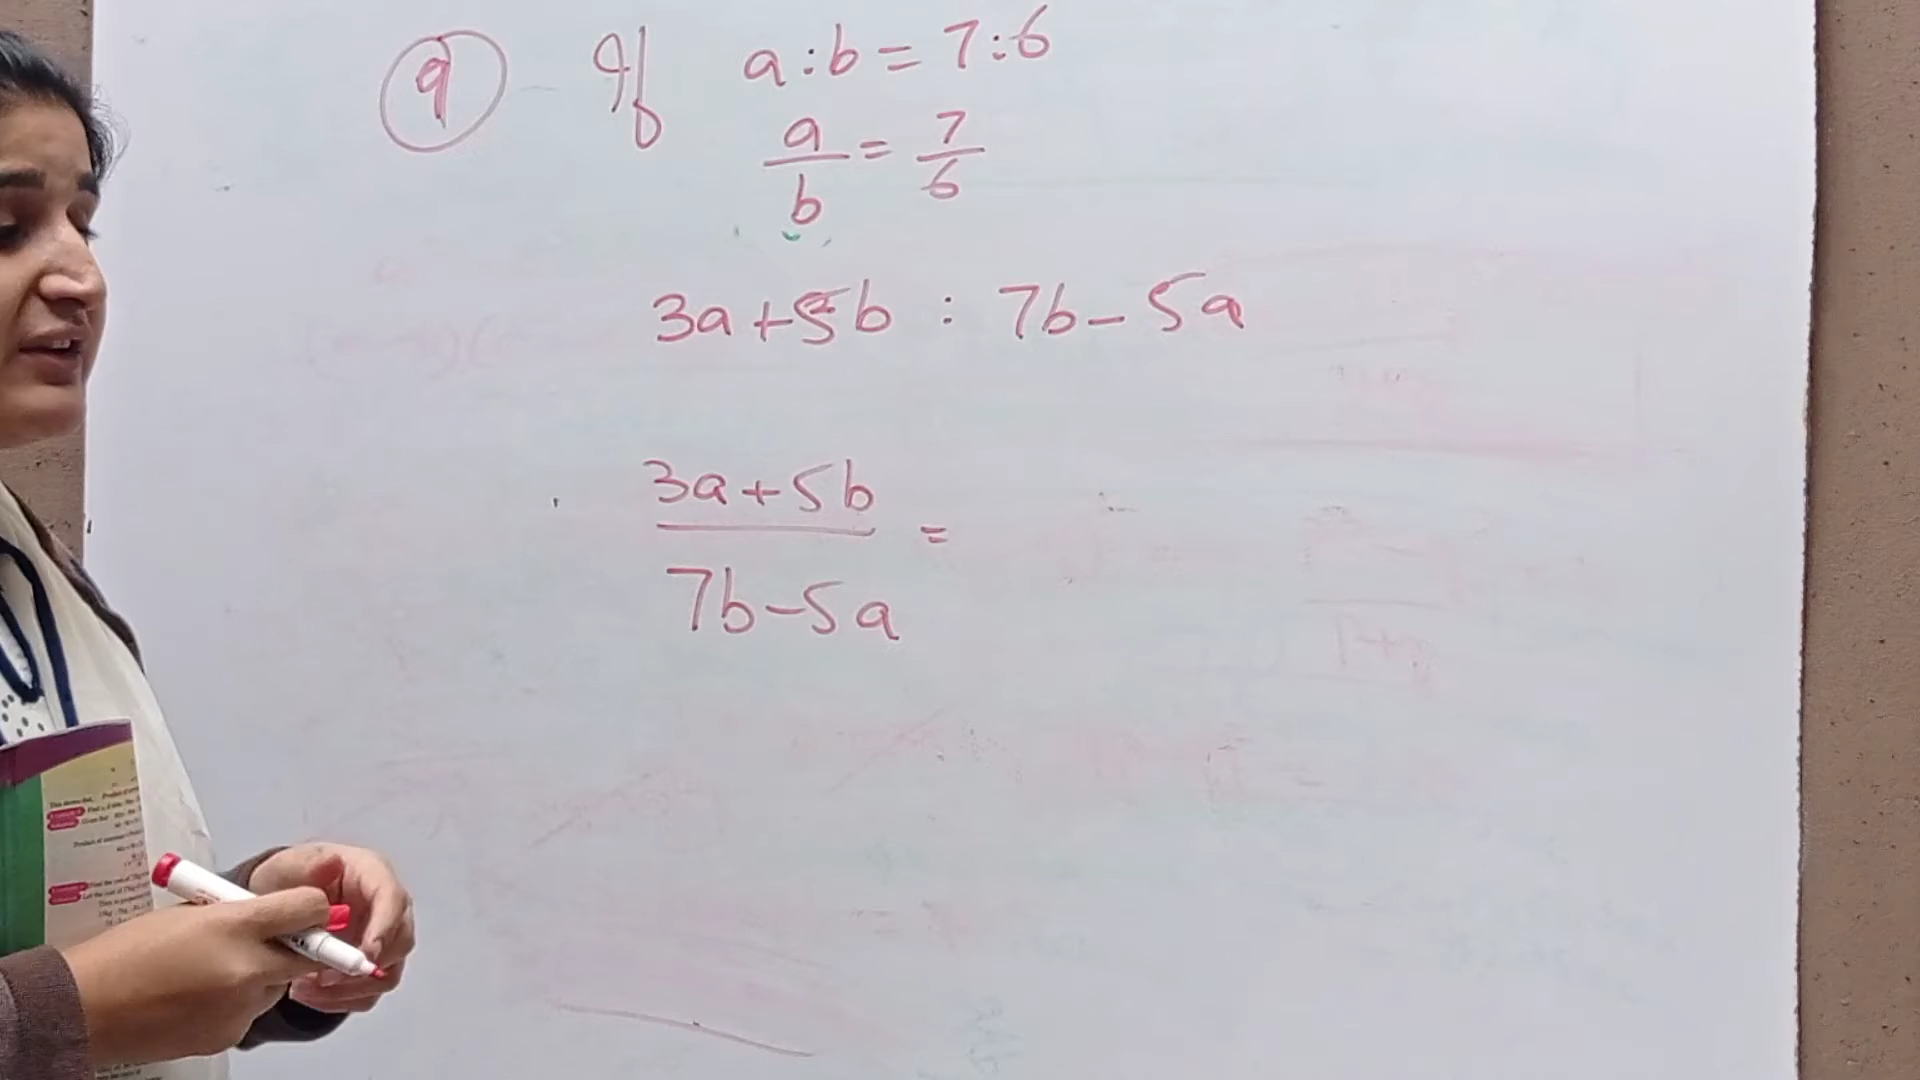 9 - If a:b = 7:6
a/b = 7/6
3a+5b : 7b-5a
3a+5b
/
7b-5a =